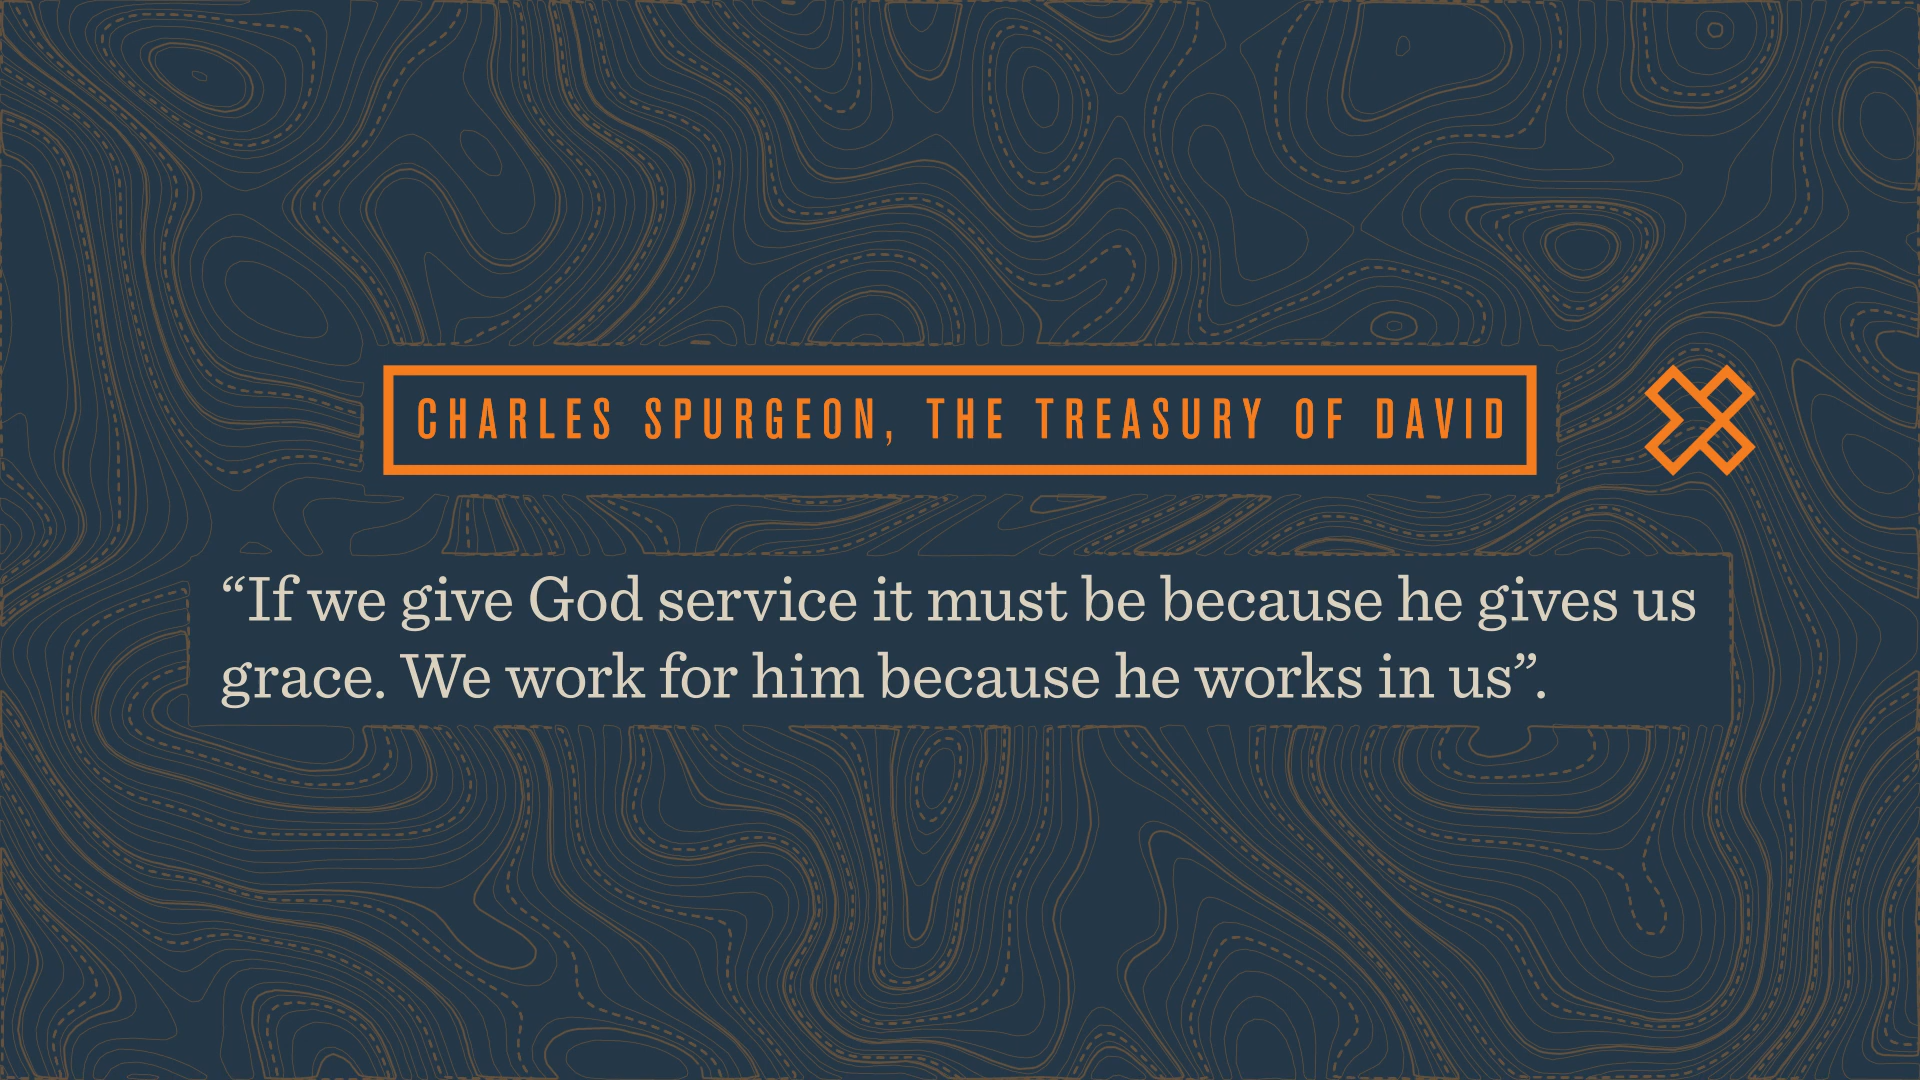 CHARLES SPURGEON, THE TREASURY OF DAVID
“If we give God service it must be because he gives us
grace. We work for him because he works in us”.